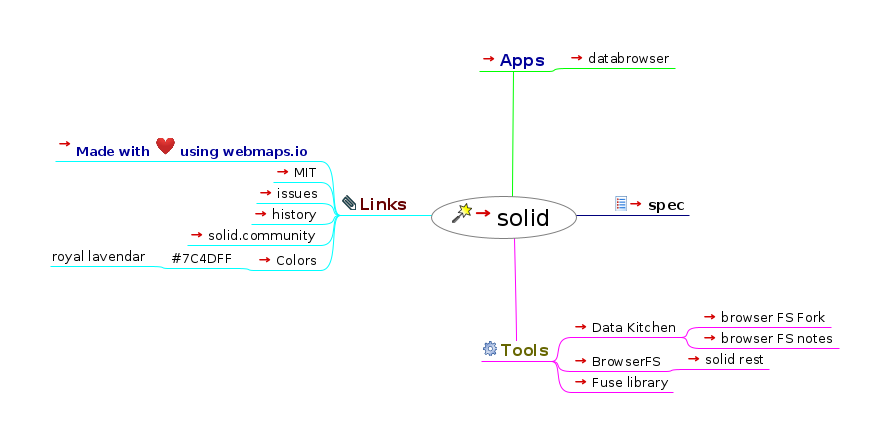 Apps
databrowser
Made with ❤ using webmaps.io
MIT
issues
history
solid.community
Colors
#7C4DFF
royal lavendar
Links
solid
spec
Tools
Data Kitchen
browser FS Fork
browser FS notes
BrowserFS
solid rest
Fuse library